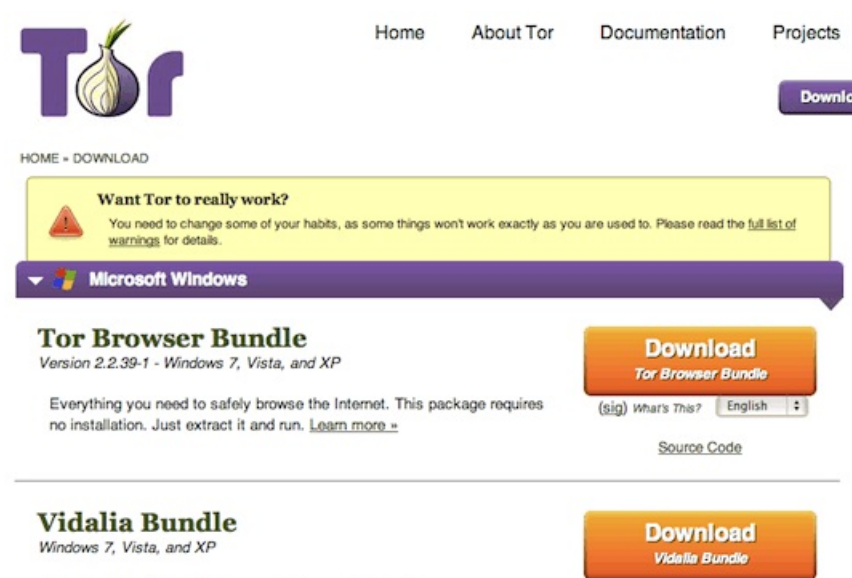 Tor
Home About Tor Documentation Projects
Downlo
HOME » DOWNLOAD
Want Tor to really work?
You need to change some of your habits, as some things won't work exactly as you are used to. Please read the full list of
warnings for details.
Microsoft Windows
Tor Browser Bundle
Version 2.2.39-1 - Windows 7, Vista, and XP
Everything you need to safely browse the Internet. This package requires
no installation. Just extract it and run. Learn more »
Download
Tor Browser Bundle
(sig) What's This? English
Source Code
Vidalia Bundle
Windows 7, Vista, and XP
Download
Vidalia Bundle